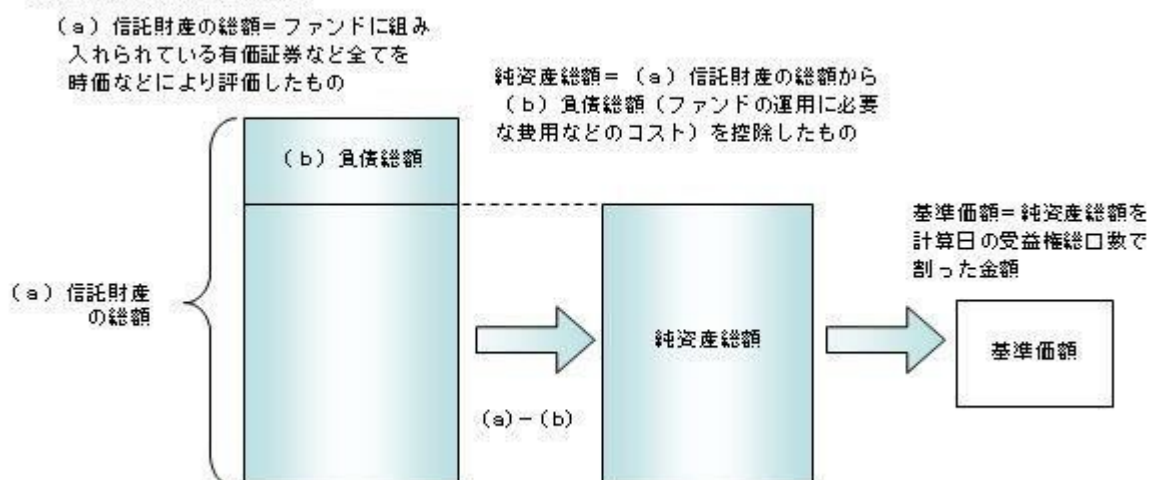 (a)信託財産の総額=ファンドに組み
入れられている有価証券など全てを
時価などにより評価したもの
純資産総額=(a)信託財産の総額から
(b)負債総額(ファンドの運用に必要
な費用などのコスト)を控除したもの
(b)負債総額
基準価額=純資産総額を
計算日の受益権総口数で
割った金額
(a)信託財産
の総額
純資産総額
基準価額
(a)-(b)